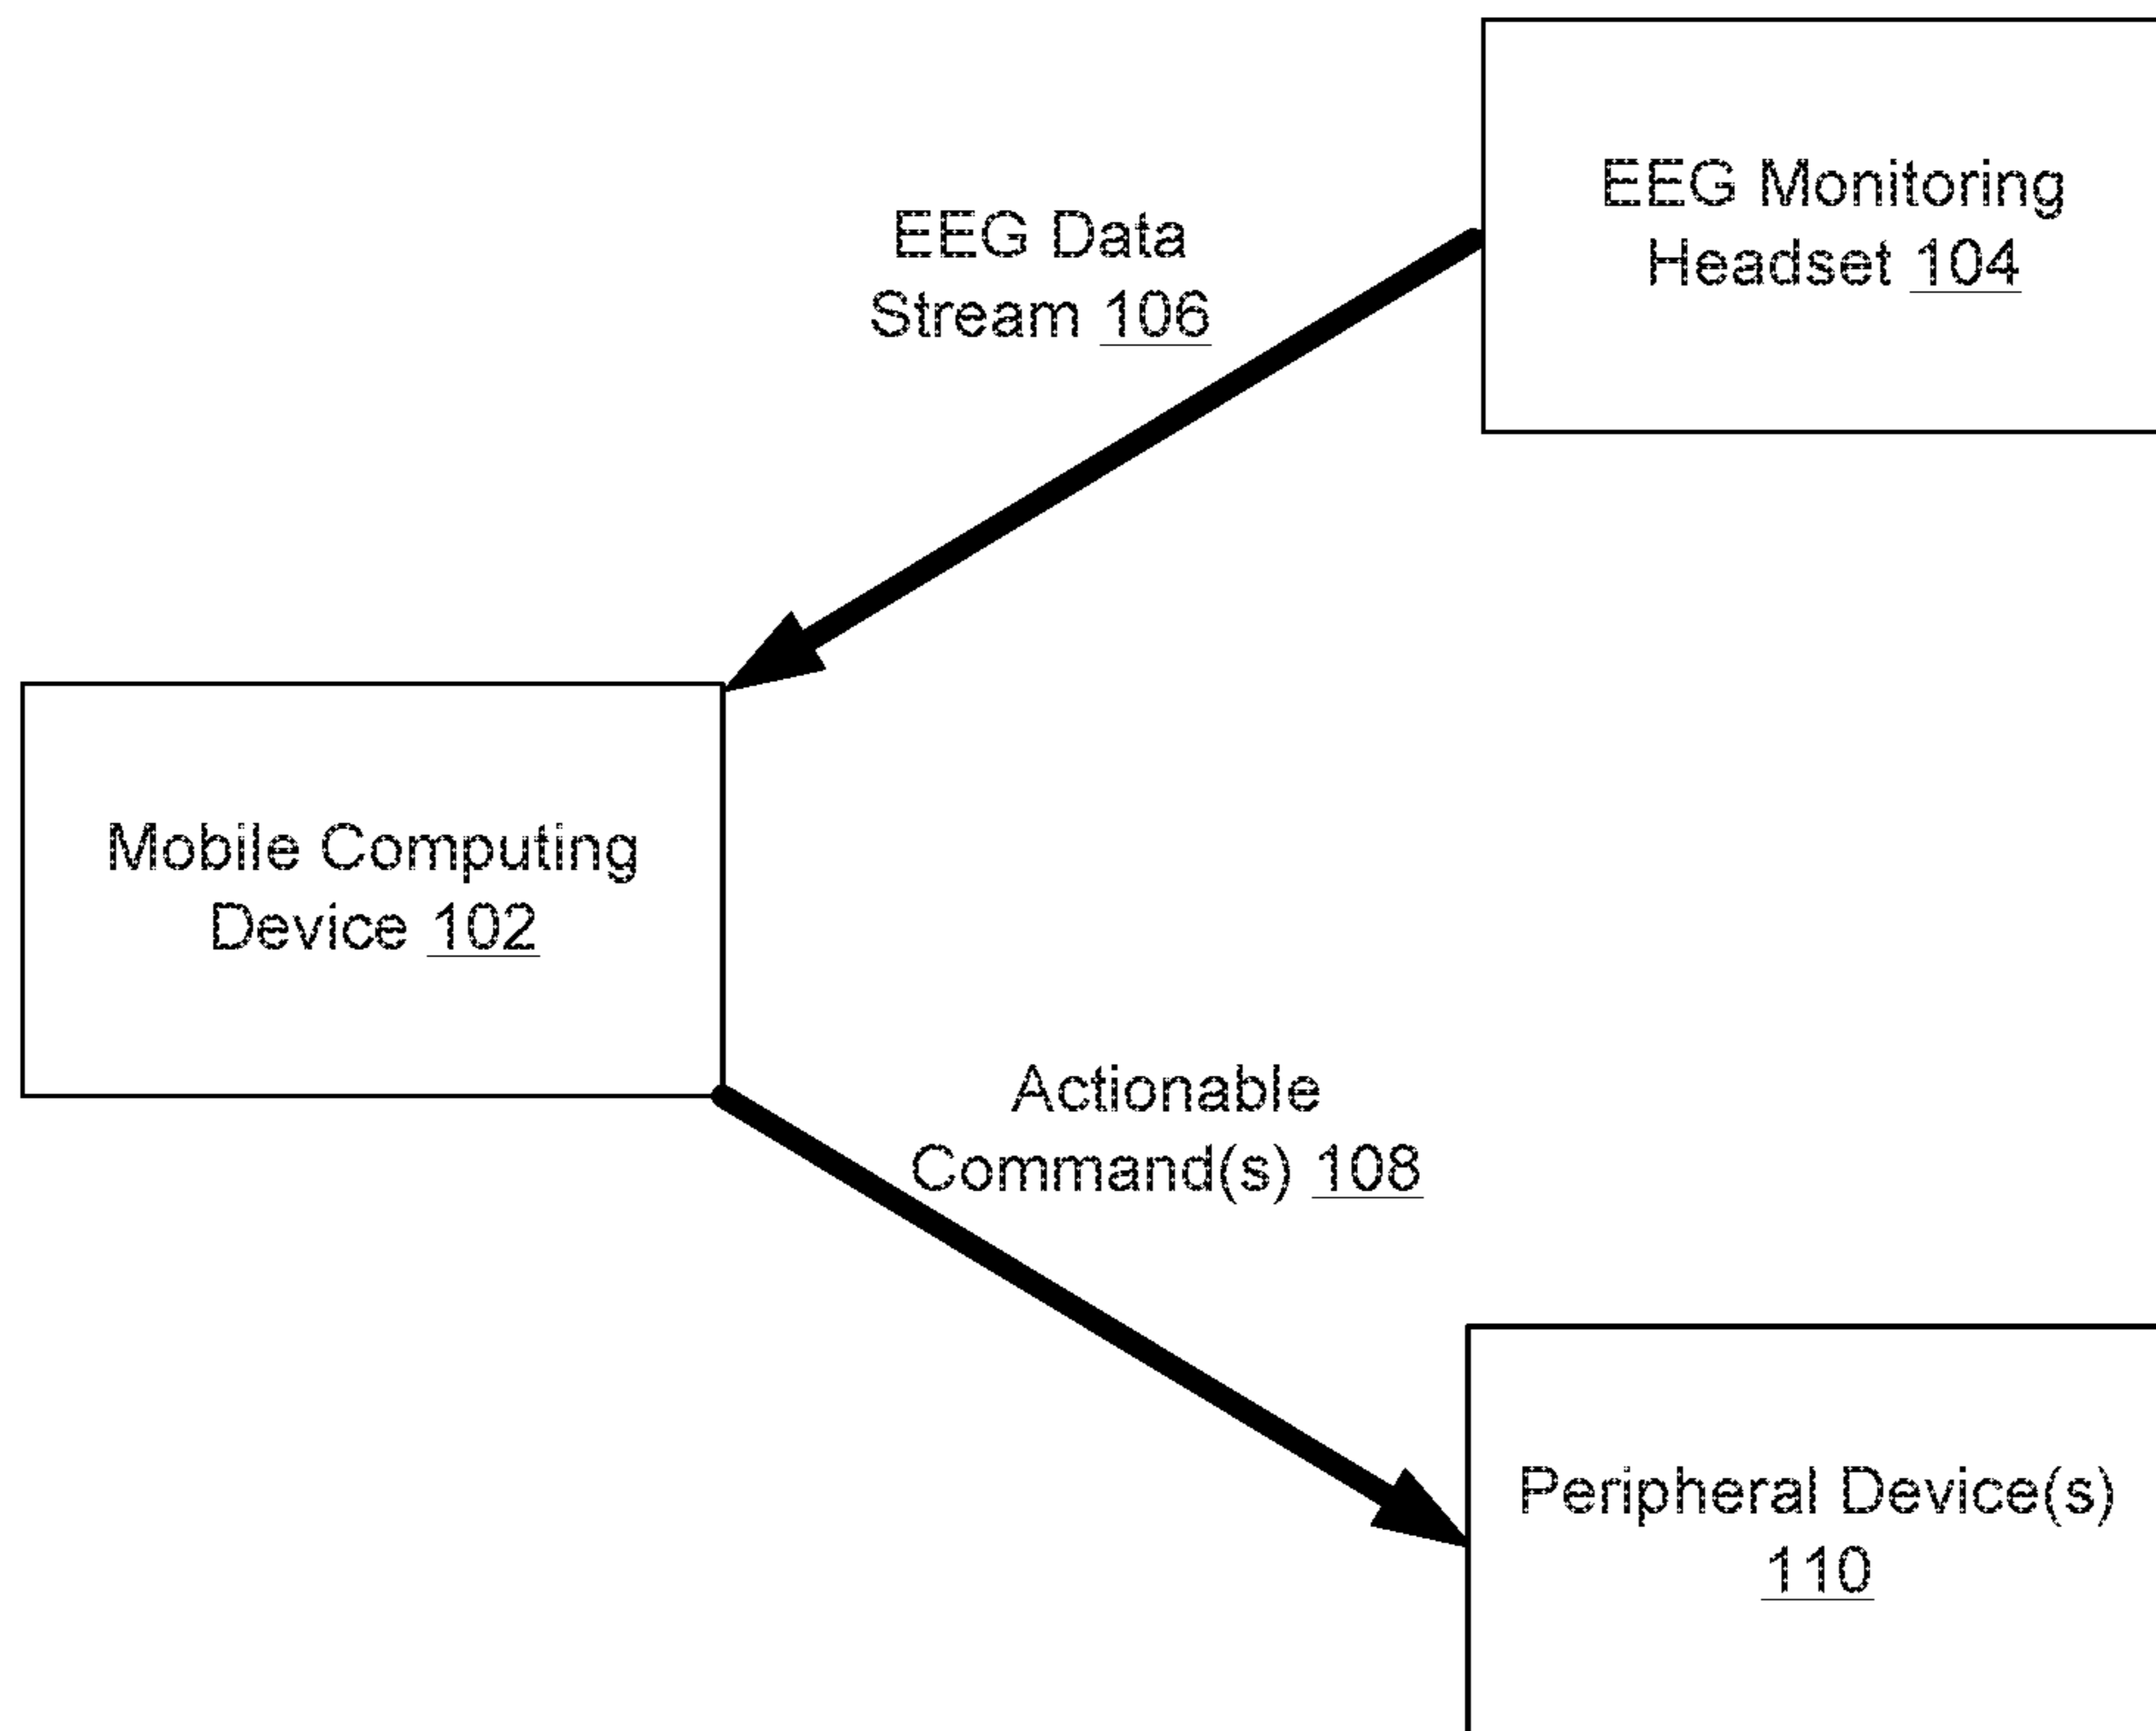 EEG Monitoring
Headset 104
EEG Data
Stream 106
Mobile Computing
Device 102
Actionable
Command(s) 108
Peripheral Device(s)
110